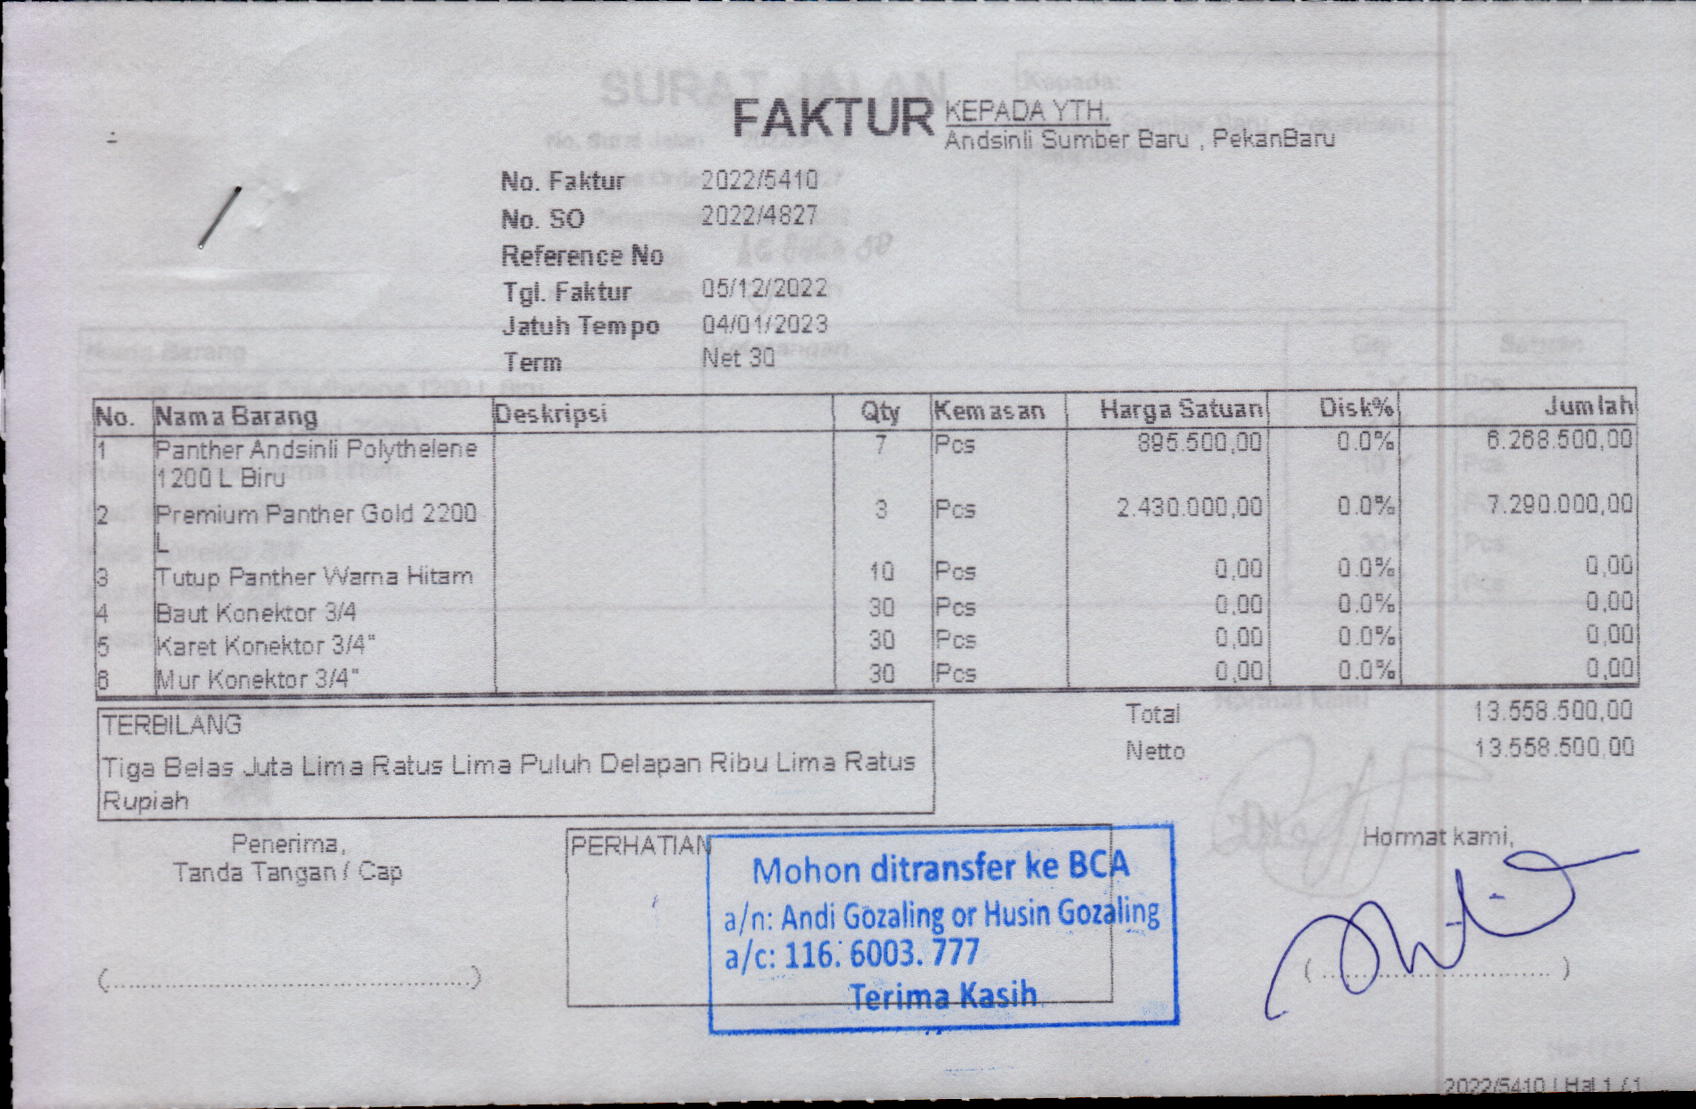 FAKTUR
KEPADA YTH.
Andsinli Sumber Baru , PekanBaru
No. Faktur 2022/5410
No. SO 2022/4827
Reference No
Tgl. Faktur 05/12/2022
Jatuh Tempo 04/01/2023
Term Net 30
No. Nama Barang Deskripsi Qty Kemasan Harga Satuan Disk% Jumlah
1 Panther Andsinli Polythelene 7 Pcs 895.500,00 0.0% 6.268.500,00
1200 L Biru
2 Premium Panther Gold 2200 3 Pcs 2.430.000,00 0.0% 7.290.000,00
L
3 Tutup Panther Warna Hitam 10 Pcs 0,00 0.0% 0,00
4 Baut Konektor 3/4 30 Pcs 0,00 0.0% 0,00
5 Karet Konektor 3/4" 30 Pcs 0,00 0.0% 0,00
6 Mur Konektor 3/4" 30 Pcs 0,00 0.0% 0,00
TERBILANG
Tiga Belas Juta Lima Ratus Lima Puluh Delapan Ribu Lima Ratus
Rupiah
Total 13.558.500,00
Netto 13.558.500,00
Penerima,
Tanda Tangan / Cap
PERHATIAN
Mohon ditransfer ke BCA
a/n: Andi Gozaling or Husin Gozaling
a/c: 116. 6003. 777
Terima Kasih
Hormat kami,
2022/5410 | Hal 1 / 1